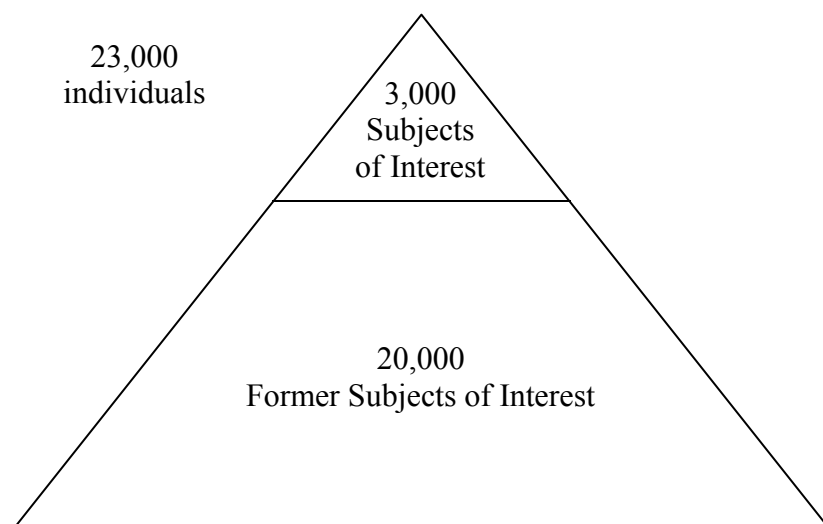 23,000
individuals
3,000
Subjects
of Interest
20,000
Former Subjects of Interest